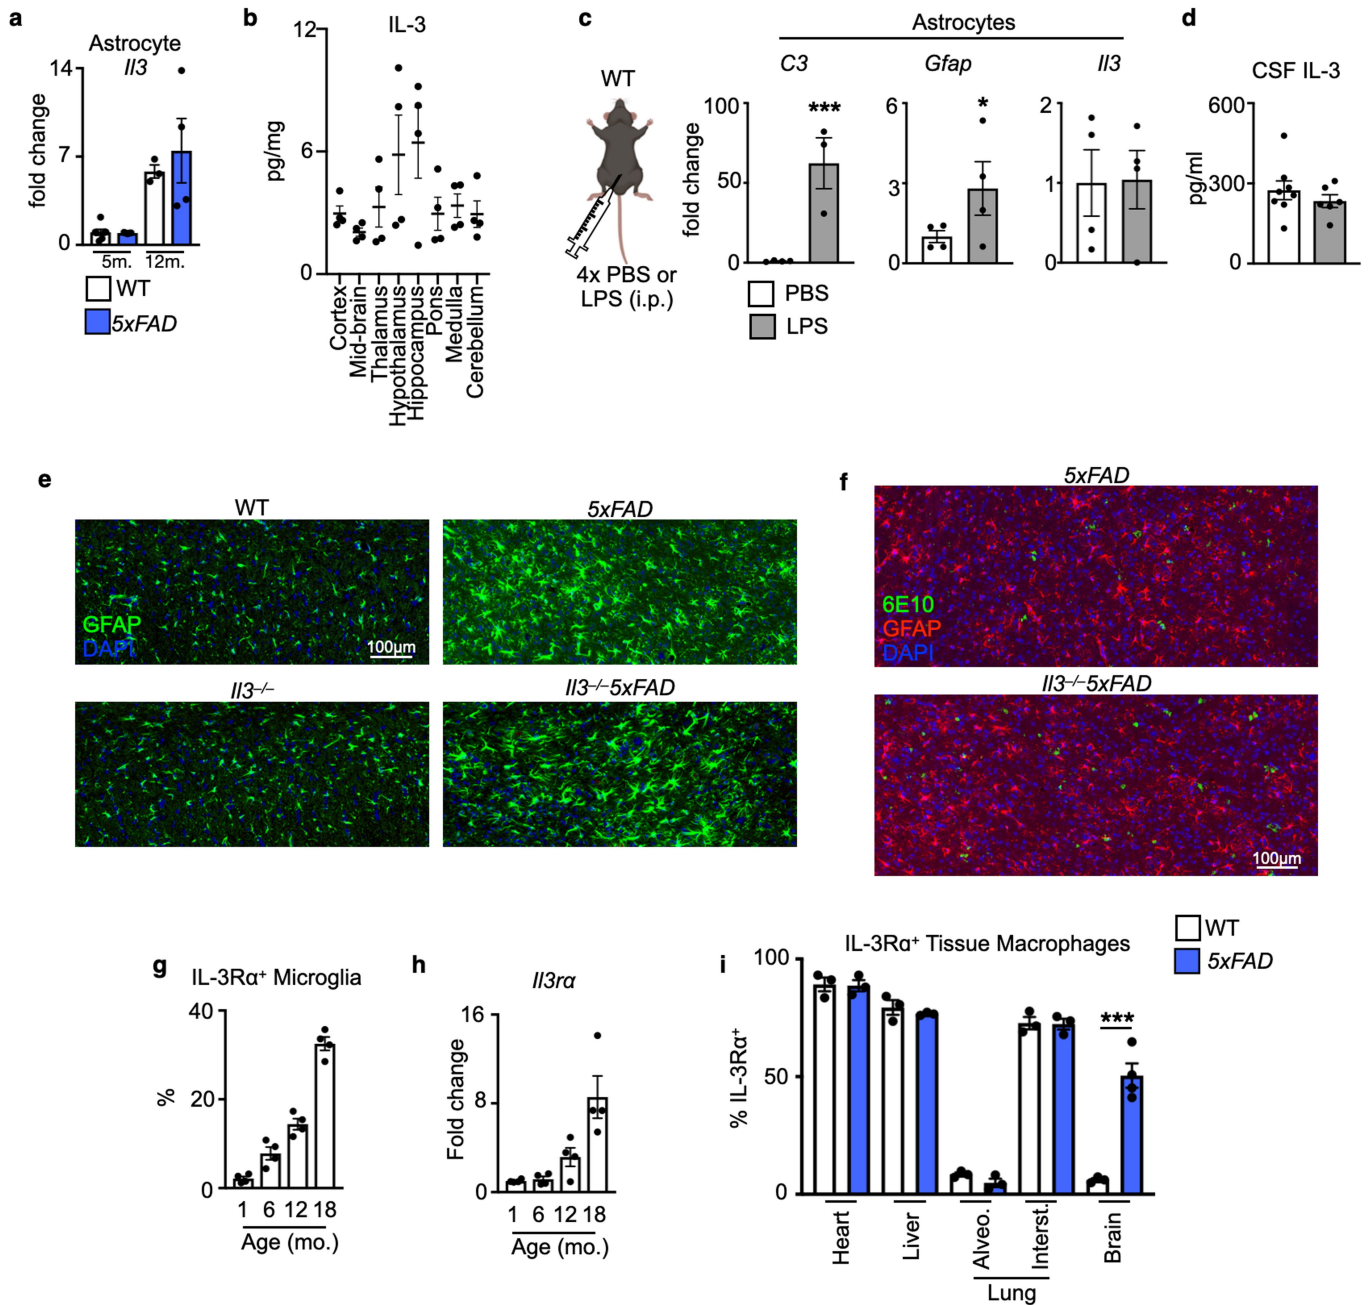 a
Astrocyte
Il3
fold change
14
7
0
5m.
12m.
WT
5xFAD
b
IL-3
pg/mg
12
6
0
Cortex
Mid-brain
Thalamus
Hypothalamus
Hippocampus
Pons
Medulla
Cerebellum
c
WT
4x PBS or
LPS (i.p.)
Astrocytes
C3
Gfap
Il3
fold change
100
50
0
***
6
3
0
*
2
1
0
PBS
LPS
d
CSF IL-3
pg/ml
600
300
0
e
WT
5xFAD
GFAP
DAPI
100µm
Il3–/–
Il3–/–5xFAD
f
5xFAD
6E10
GFAP
DAPI
Il3–/–5xFAD
100µm
g
IL-3Rα+ Microglia
%
40
20
0
1 6 12 18
Age (mo.)
h
Il3rα
Fold change
16
8
0
1 6 12 18
Age (mo.)
i
IL-3Rα+ Tissue Macrophages
WT
5xFAD
% IL-3Rα+
100
50
0
***
Heart
Liver
Alveo.
Interst.
Brain
Lung